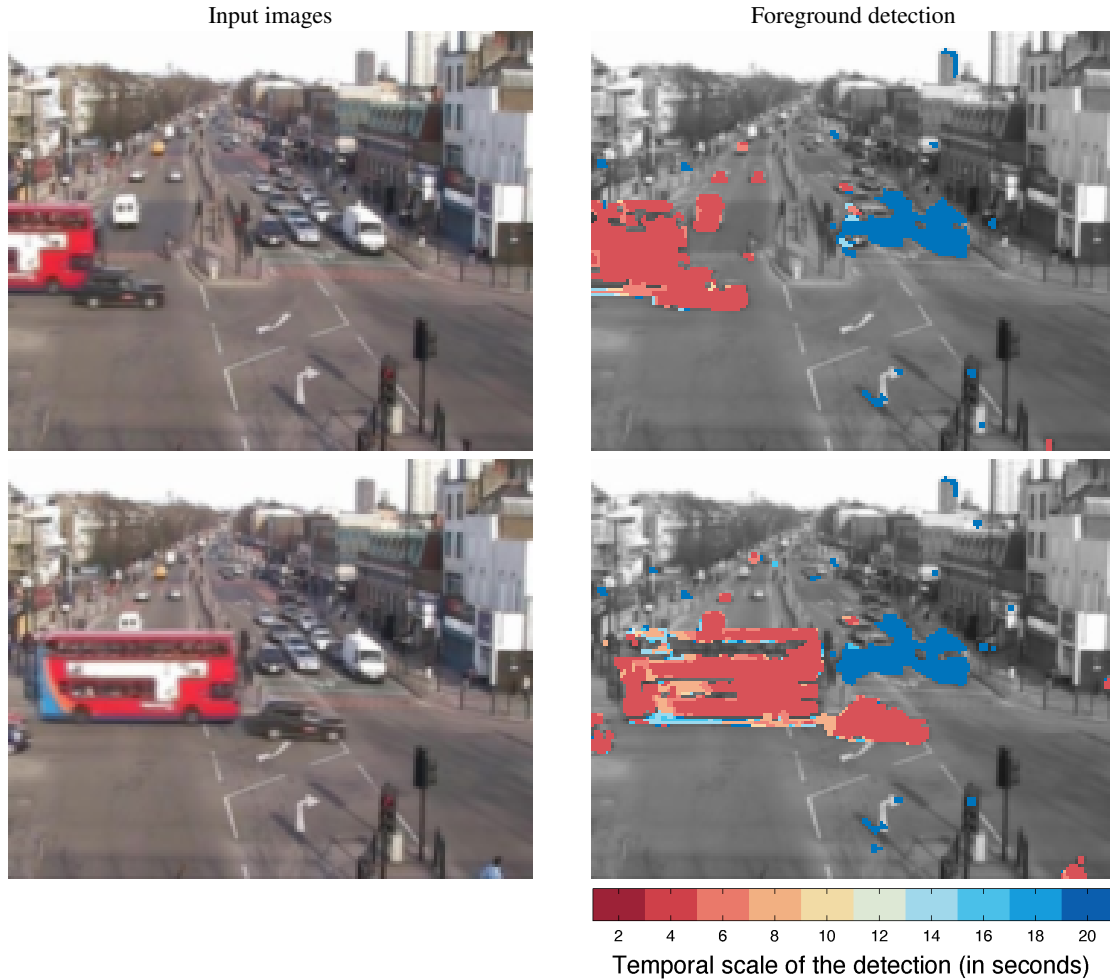 Input images
Foreground detection
2 4 6 8 10 12 14 16 18 20
Temporal scale of the detection (in seconds)